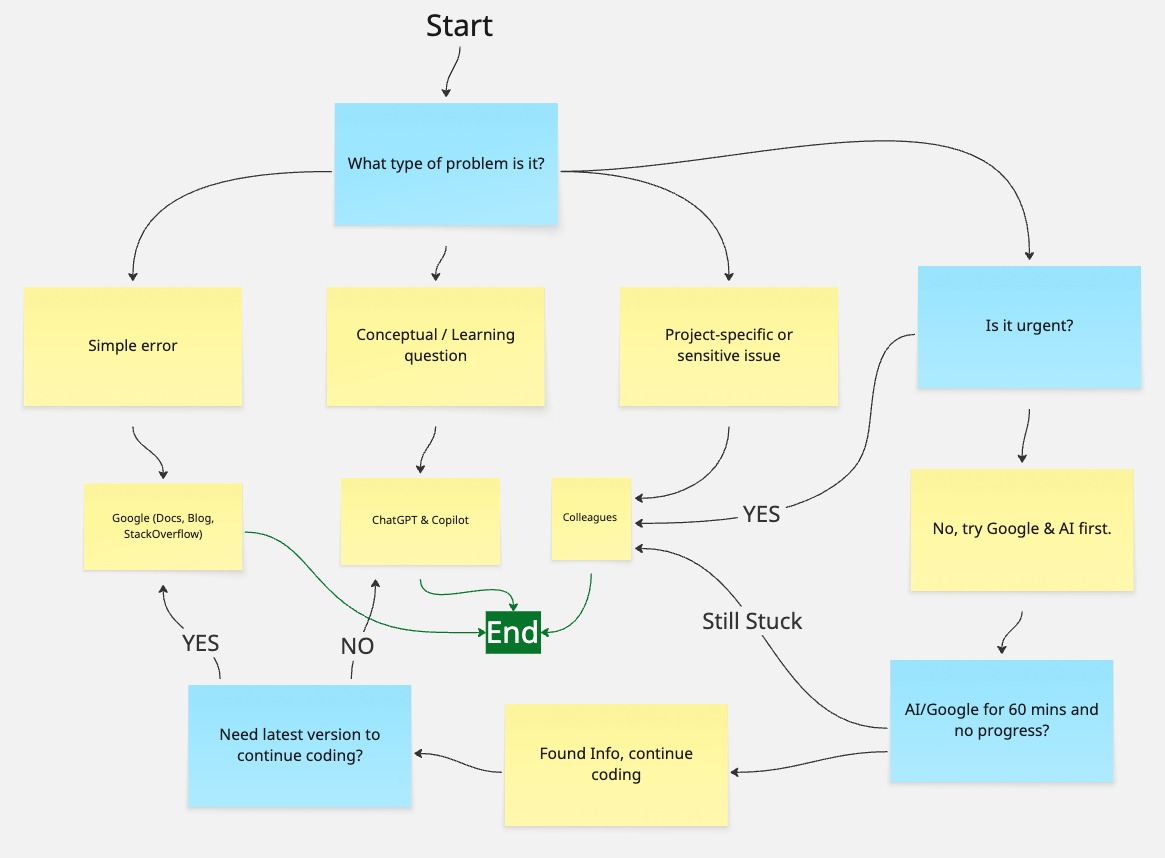 Start
What type of problem is it?
Simple error
Conceptual / Learning
question
Project-specific or
sensitive issue
Is it urgent?
Google (Docs, Blog,
StackOverflow)
ChatGPT & Copilot
Colleagues
YES
No, try Google & AI first.
End
Still Stuck
YES
NO
Need latest version to
continue coding?
Found Info, continue
coding
AI/Google for 60 mins and
no progress?